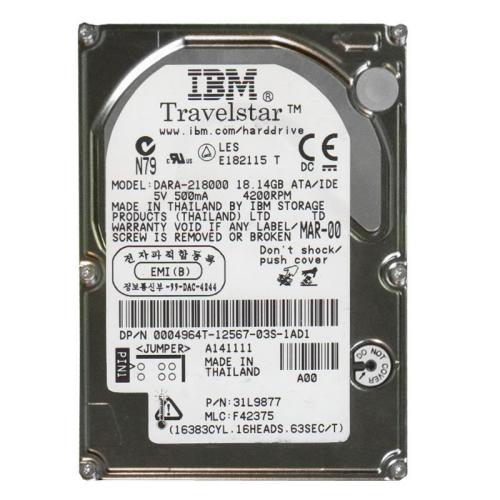 IBM®
Travelstar™
www.ibm.com/harddrive
N79
LES
E182115 T
CE
DC
MODEL:DARA-218000 18.14GB ATA/IDE
5V 500mA 4200RPM
MADE IN THAILAND BY IBM STORAGE
PRODUCTS (THAILAND) LTD TD
WARRANTY VOID IF ANY LABEL/
SCREW IS REMOVED OR BROKEN
MAR-00
Don't shock/
push cover
전자파적합등록
EMI(B)
정보통신부-99-DAC-4244
DP/N 0004964T-12567-03S-1AD1
<JUMPER>
PIN1
A141111
MADE IN
THAILAND
A00
DO NOT
COVER
P/N:31L9877
MLC:F42375
(16383CYL.16HEADS.63SEC/T)